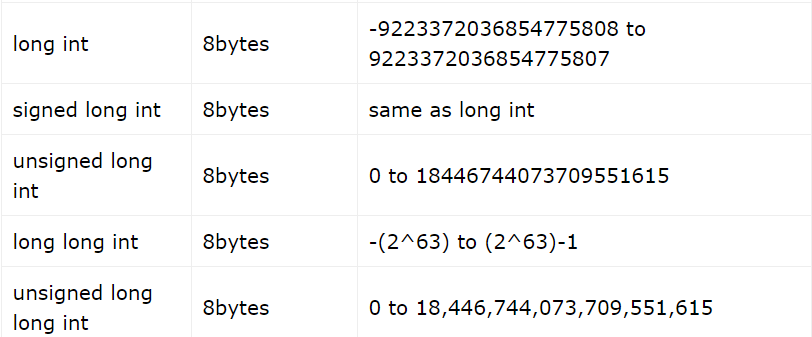 long int
8bytes
-9223372036854775808 to
9223372036854775807
signed long int
8bytes
same as long int
unsigned long
int
8bytes
0 to 18446744073709551615
long long int
8bytes
-(2^63) to (2^63)-1
unsigned long
long int
8bytes
0 to 18,446,744,073,709,551,615